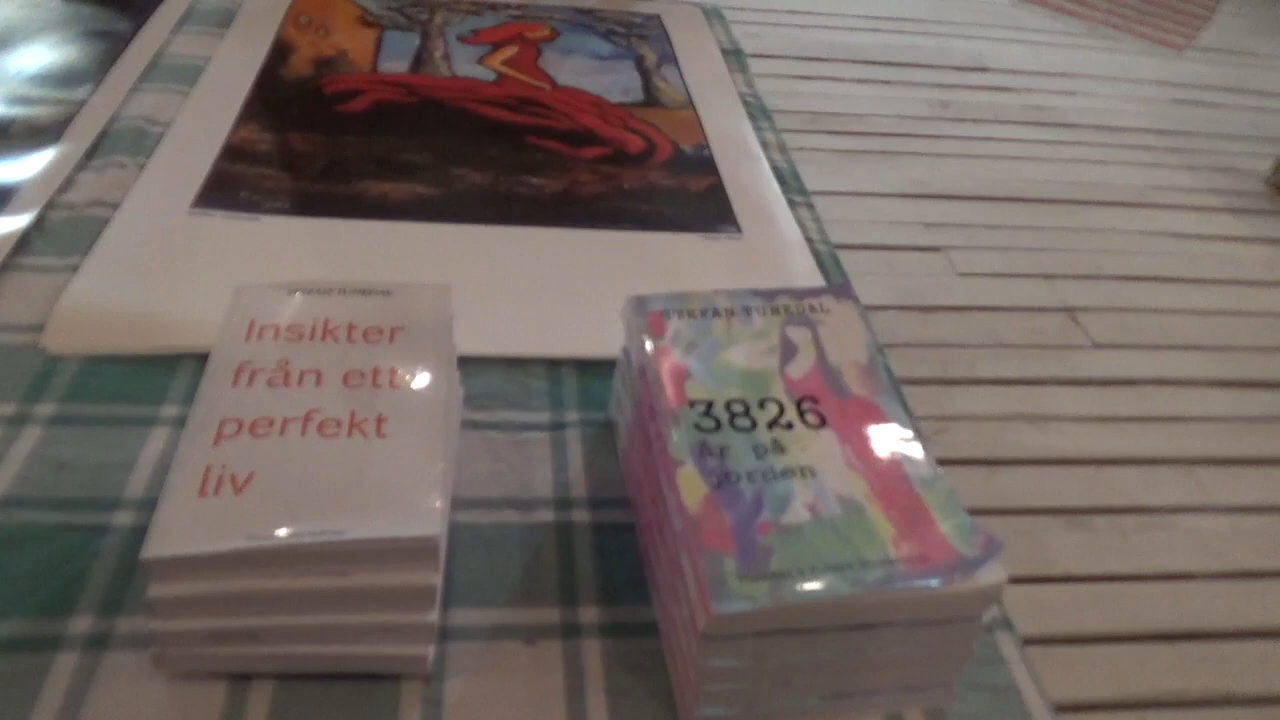 STEFAN TUNEDAL
Insikter
från ett
perfekt
liv
STEFAN TUNEDAL
3826
år på
jorden